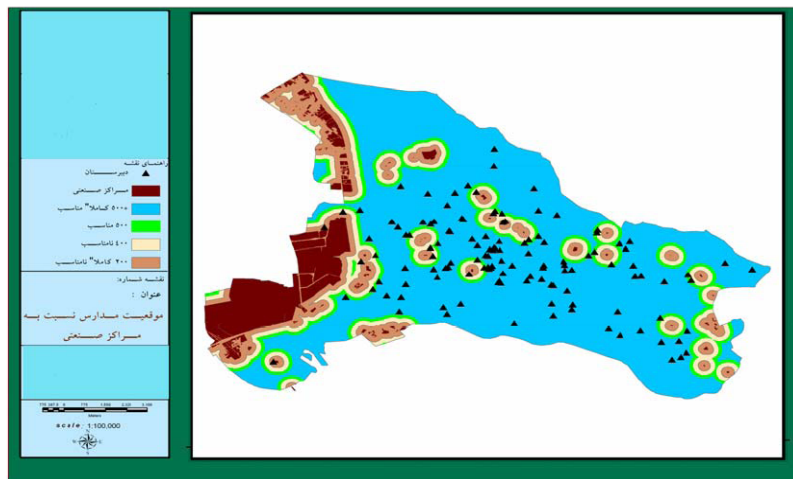 راهنمای نقشه
دبیرستان
مراکز صنعتی
+۵۰۰ کاملا" مناسب
۵۰۰ مناسب
۴۰۰ نامناسب
۲۰۰ کاملا" نامناسب
نقشه شماره:
عنوان :
موقعیت مدارس نسبت به
مراکز صنعتی
Meters
scale: 1:100,000